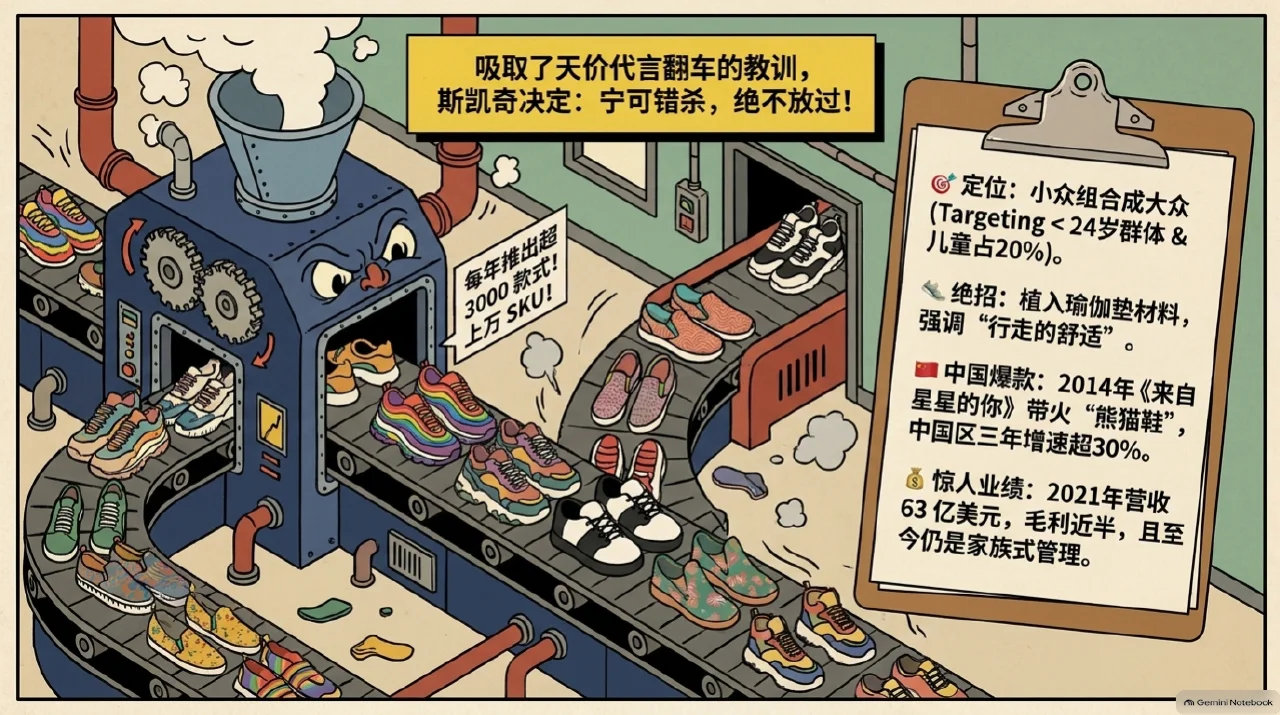 吸取了天价代言翻车的教训，
斯凯奇决定：宁可错杀，绝不放过！
每年推出超
3000 款式！
上万 SKU！
🎯 定位：小众组合成大众
(Targeting < 24岁群体 &
儿童占20%)。
👟 绝招：植入瑜伽垫材料，
强调“行走的舒适”。
🇨🇳 中国爆款：2014年《来自
星星的你》带火“熊猫鞋”，
中国区三年增速超30%。
💰 惊人业绩：2021年营收
63 亿美元，毛利近半，且至
今仍是家族式管理。
Gemini Notebook